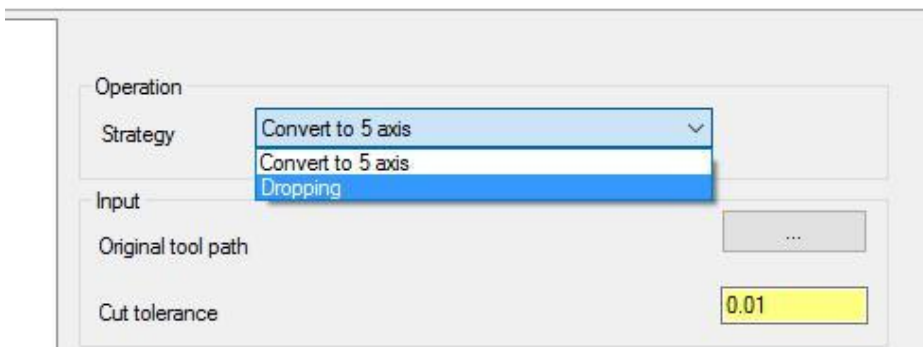 Operation
Strategy
Convert to 5 axis
Convert to 5 axis
Dropping
Input
Original tool path
...
Cut tolerance
0.01